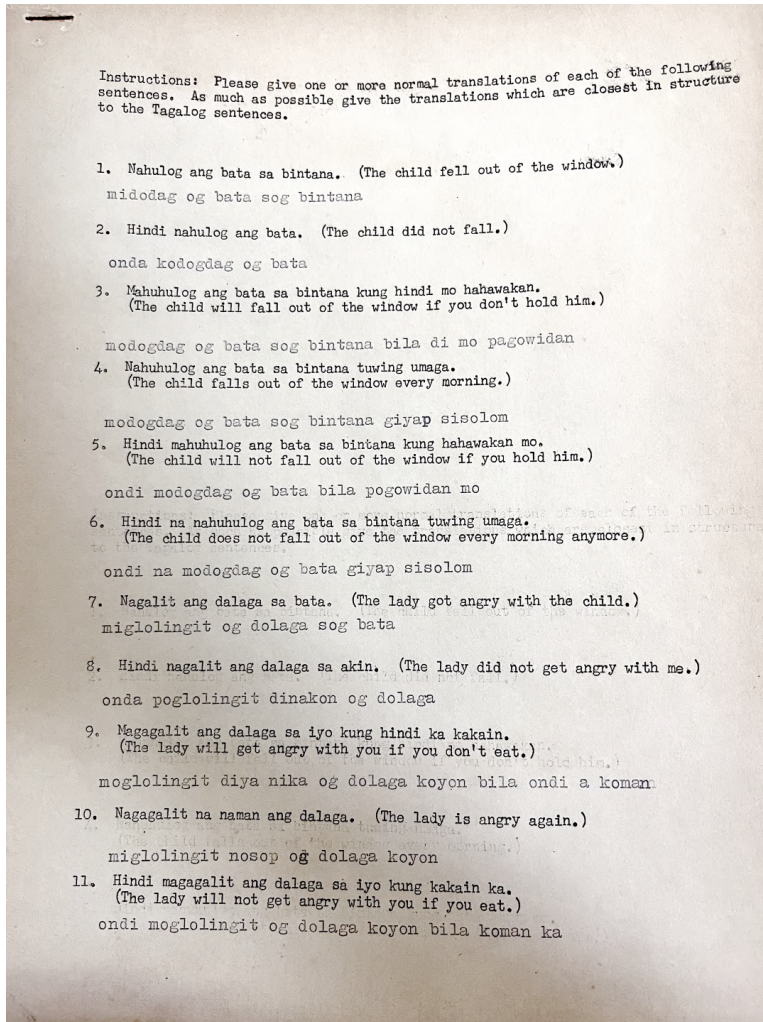 Instructions: Please give one or more normal translations of each of the following
sentences. As much as possible give the translations which are closest in structure
to the Tagalog sentences.
1. Nahulog ang bata sa bintana. (The child fell out of the window.)
midodag og bata sog bintana
2. Hindi nahulog ang bata. (The child did not fall.)
onda kodogdag og bata
3. Mahuhulog ang bata sa bintana kung hindi mo hahawakan.
(The child will fall out of the window if you don't hold him.)
modogdag og bata sog bintana bila di mo pagowidan
4. Nahuhulog ang bata sa bintana tuwing umaga.
(The child falls out of the window every morning.)
modogdag og bata sog bintana giyap sisolom
5. Hindi mahuhulog ang bata sa bintana kung hahawakan mo.
(The child will not fall out of the window if you hold him.)
ondi modogdag og bata bila pogowidan mo
6. Hindi na nahuhulog ang bata sa bintana tuwing umaga.
(The child does not fall out of the window every morning anymore.)
ondi na modogdag og bata giyap sisolom
7. Nagalit ang dalaga sa bata. (The lady got angry with the child.)
miglolingit og dolaga sog bata
8. Hindi nagalit ang dalaga sa akin. (The lady did not get angry with me.)
onda poglolingit dinakon og dolaga
9. Magagalit ang dalaga sa iyo kung hindi ka kakain.
(The lady will get angry with you if you don't eat.)
moglolingit diya nika og dolaga koyon bila ondi a koman
10. Nagagalit na naman ang dalaga. (The lady is angry again.)
miglolingit nosop og dolaga koyon
11. Hindi magagalit ang dalaga sa iyo kung kakain ka.
(The lady will not get angry with you if you eat.)
ondi moglolingit og dolaga koyon bila koman ka